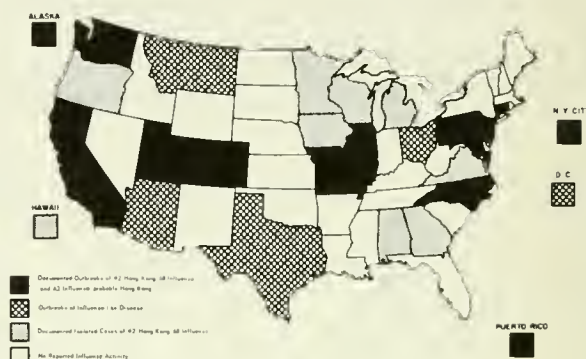 ALASKA
N Y CITY
D C
HAWAII
Documented Outbreaks of A2 Hong Kong 68 Influenza
and A2 Influenza probable Hong Kong
Outbreaks of Influenza like Disease
Documented Isolated Cases of A2 Hong Kong 68 Influenza
PUERTO RICO
No Reported Influenza Activity